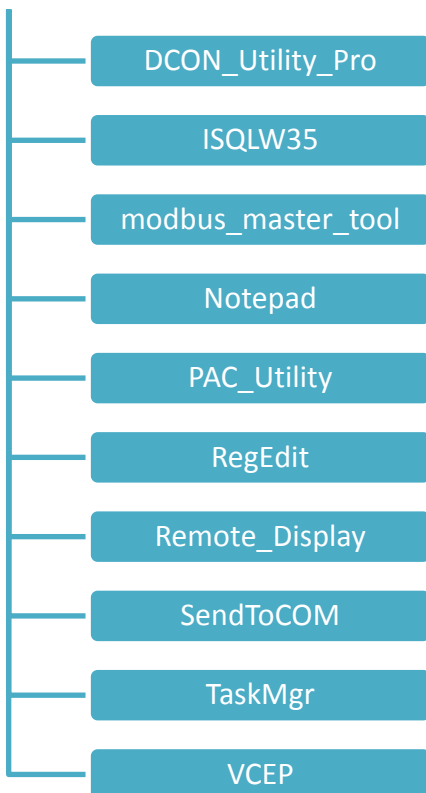 DCON_Utility_Pro
ISQLW35
modbus_master_tool
Notepad
PAC_Utility
RegEdit
Remote_Display
SendToCOM
TaskMgr
VCEP